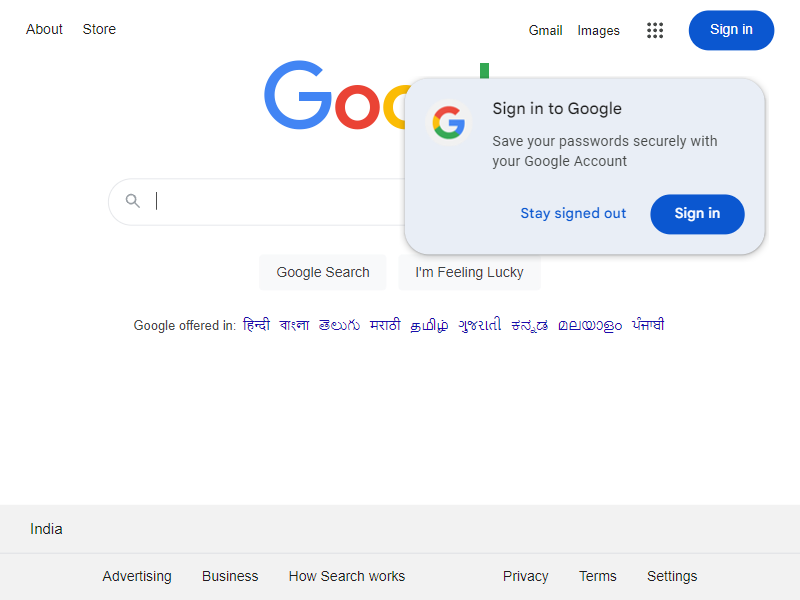 About Store Gmail Images Sign in
Sign in to Google
Save your passwords securely with
your Google Account
Stay signed out Sign in
Google Search I'm Feeling Lucky
Google offered in: हिन्दी বাংলা తెలుగు मराठी தமிழ் ગુજરાતી ಕನ್ನಡ മലയാളം ਪੰਜਾਬੀ
India
Advertising Business How Search works Privacy Terms Settings